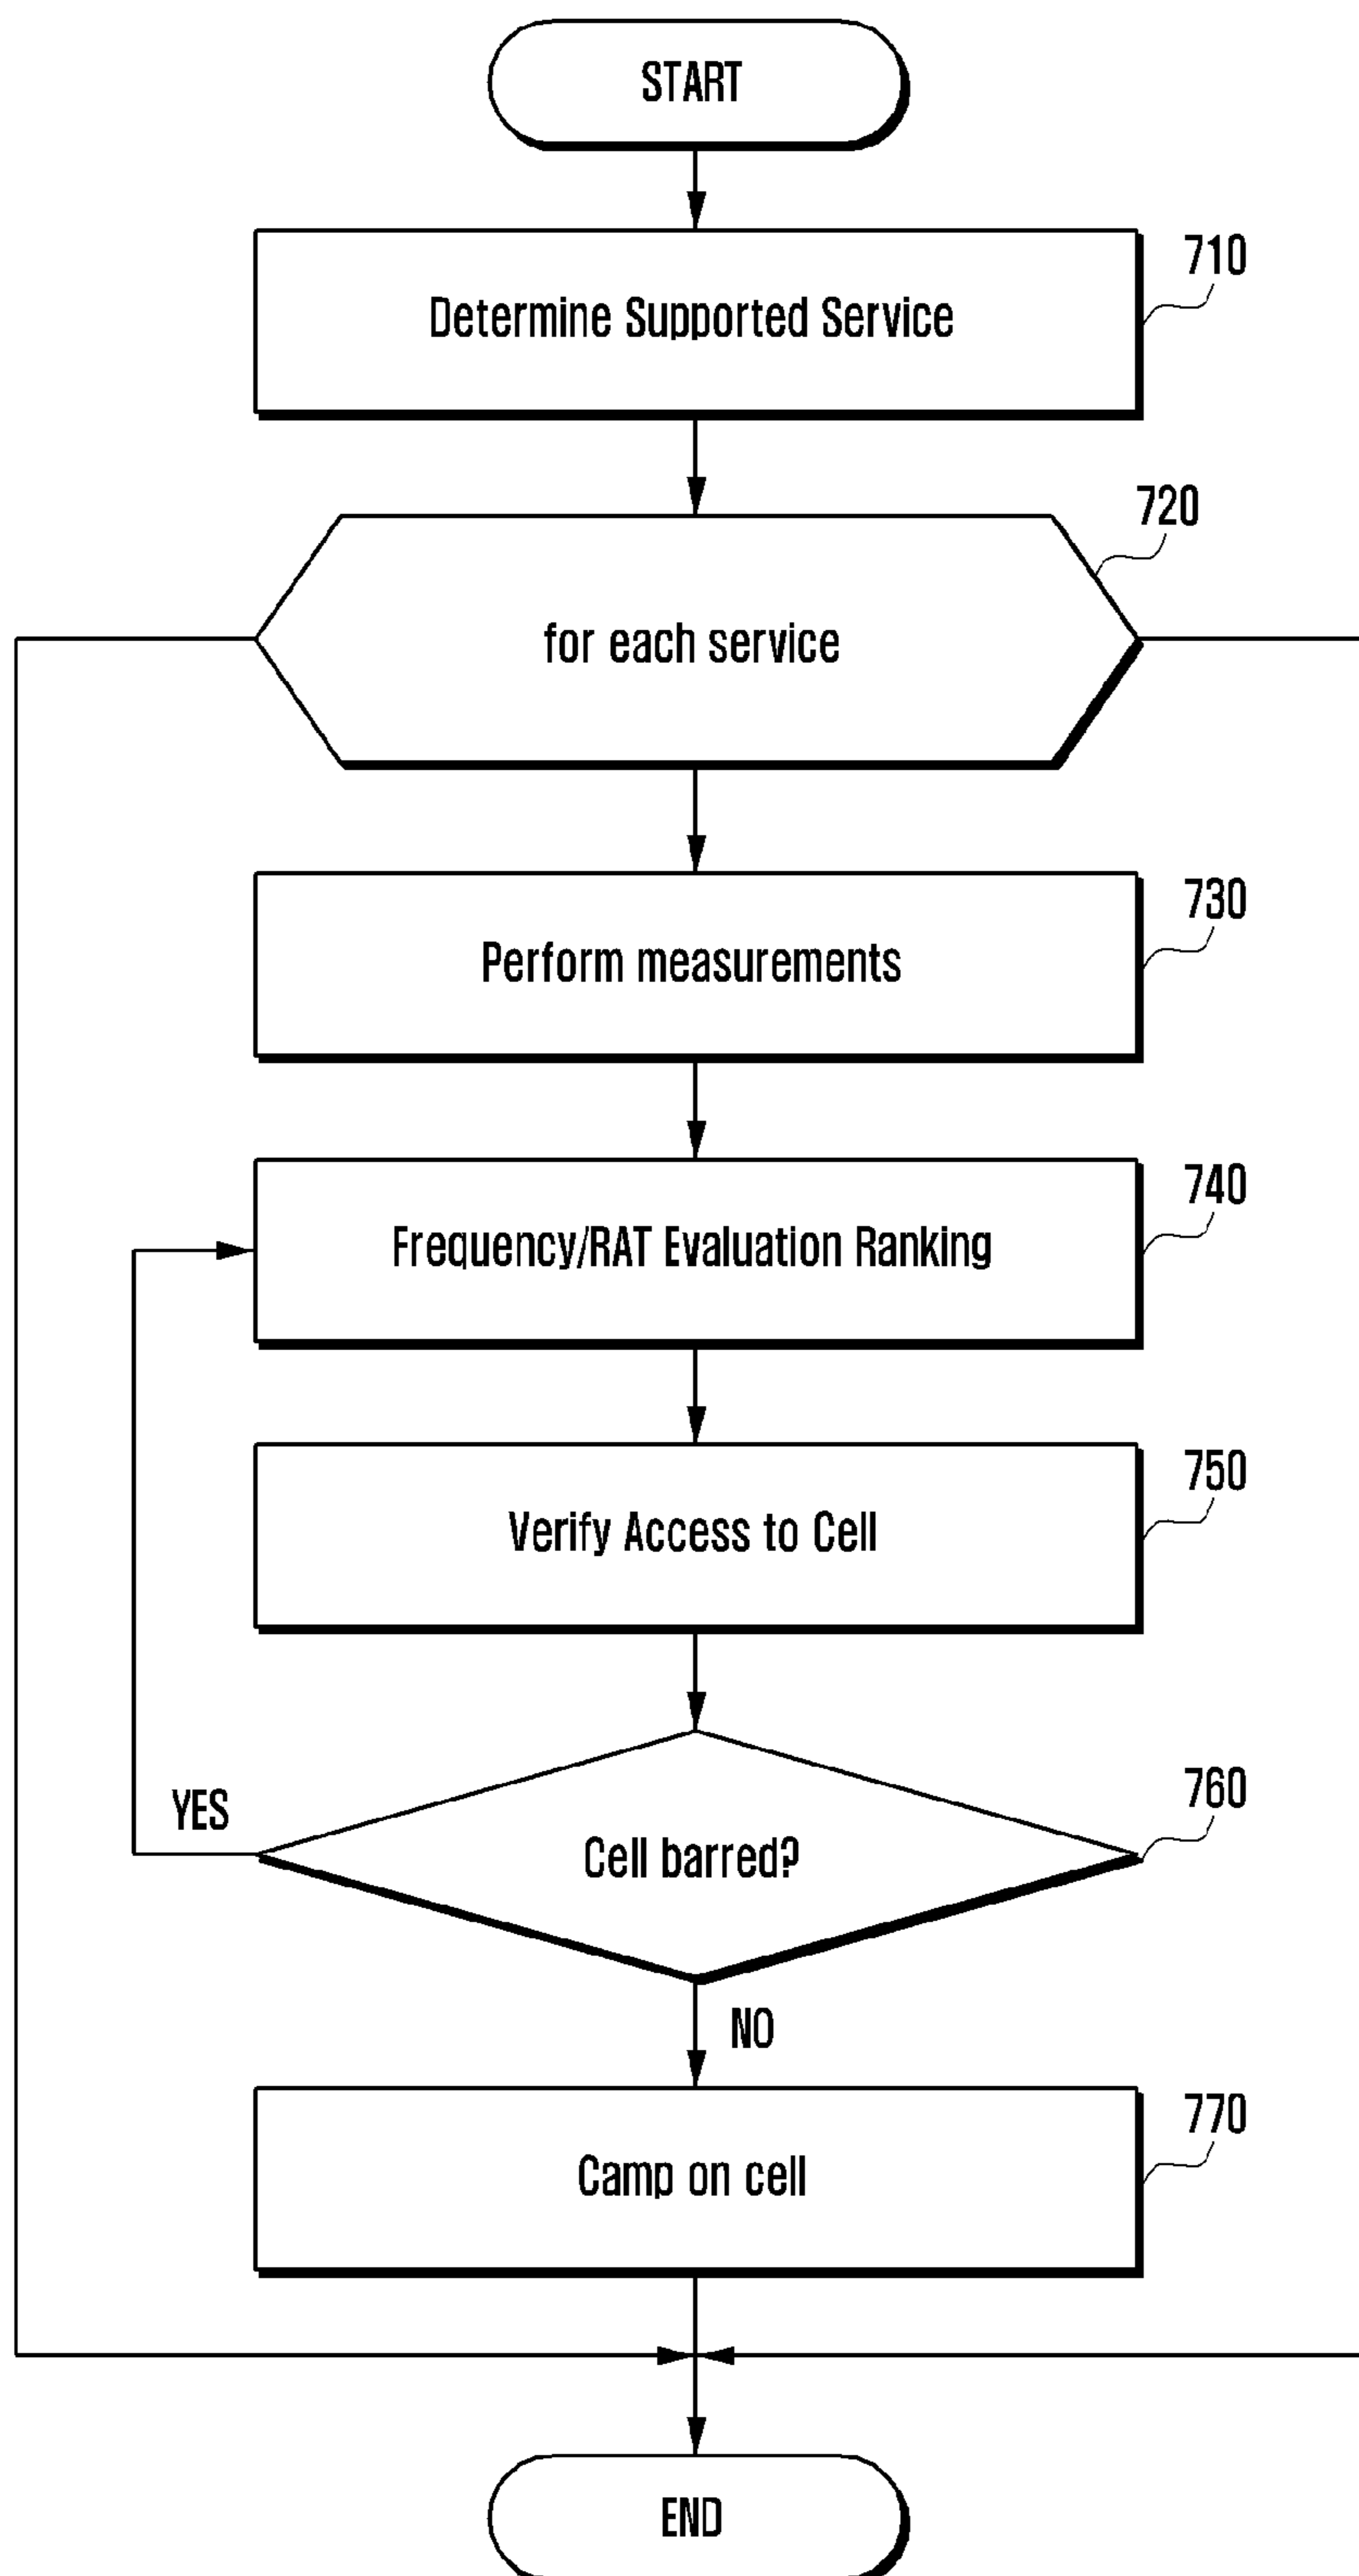 START
710
Determine Supported Service
720
for each service
730
Perform measurements
740
Frequency/RAT Evaluation Ranking
750
Verify Access to Cell
760
YES
Cell barred?
NO
770
Camp on cell
END